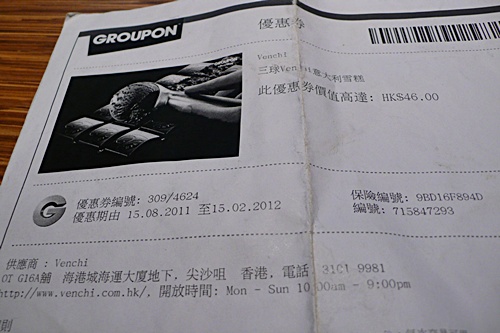 GROUPON
優惠券
Venchi
三球Venchi意大利雪糕
此優惠券價值高達: HK$46.00
優惠券編號: 309/4624
優惠期由 15.08.2011 至15.02.2012
保險編號: 9BD16F894D
編號: 715847293
供應商 : Venchi
OT G16A舖 海港城海運大廈地下, 尖沙咀 香港, 電話 31C1 9981
http://www.venchi.com.hk/, 開放時間: Mon - Sun 10:00am - 9:00pm
則